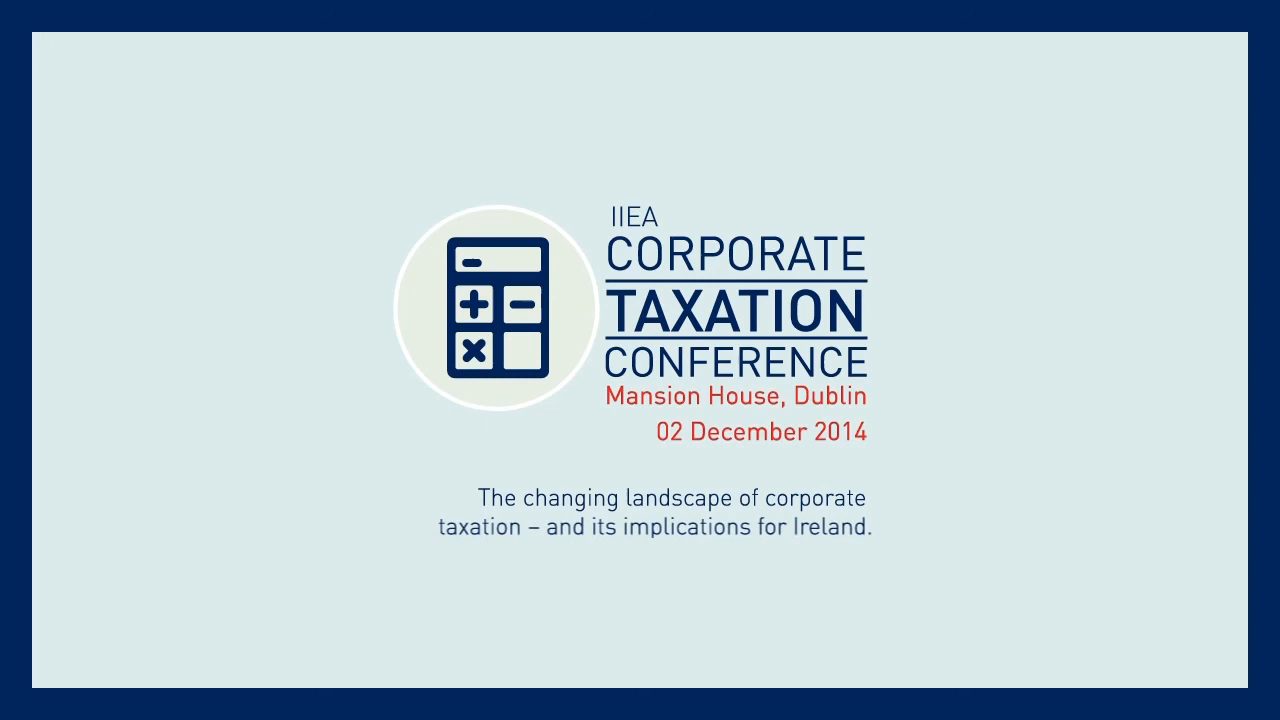 IIEA
CORPORATE
TAXATION
CONFERENCE
Mansion House, Dublin
02 December 2014
The changing landscape of corporate
taxation – and its implications for Ireland.